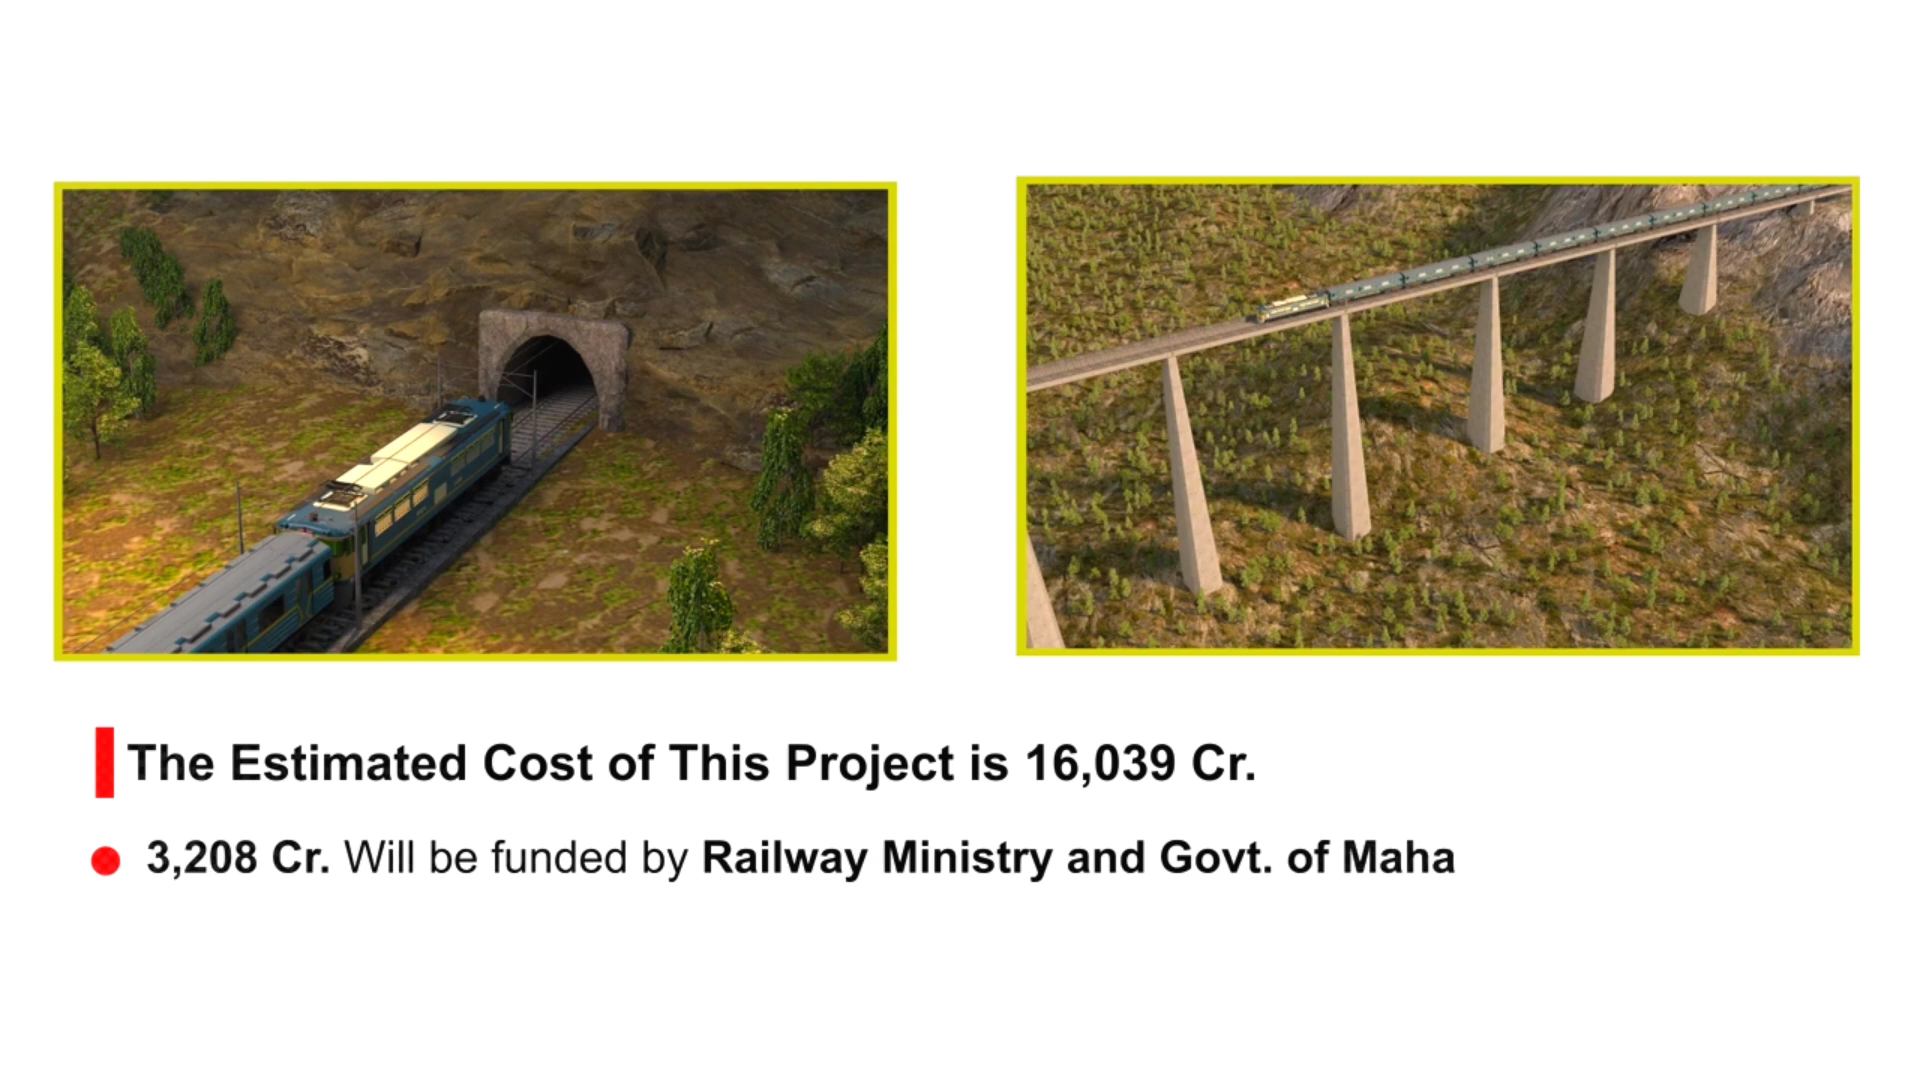 The Estimated Cost of This Project is 16,039 Cr.
3,208 Cr. Will be funded by Railway Ministry and Govt. of Maha